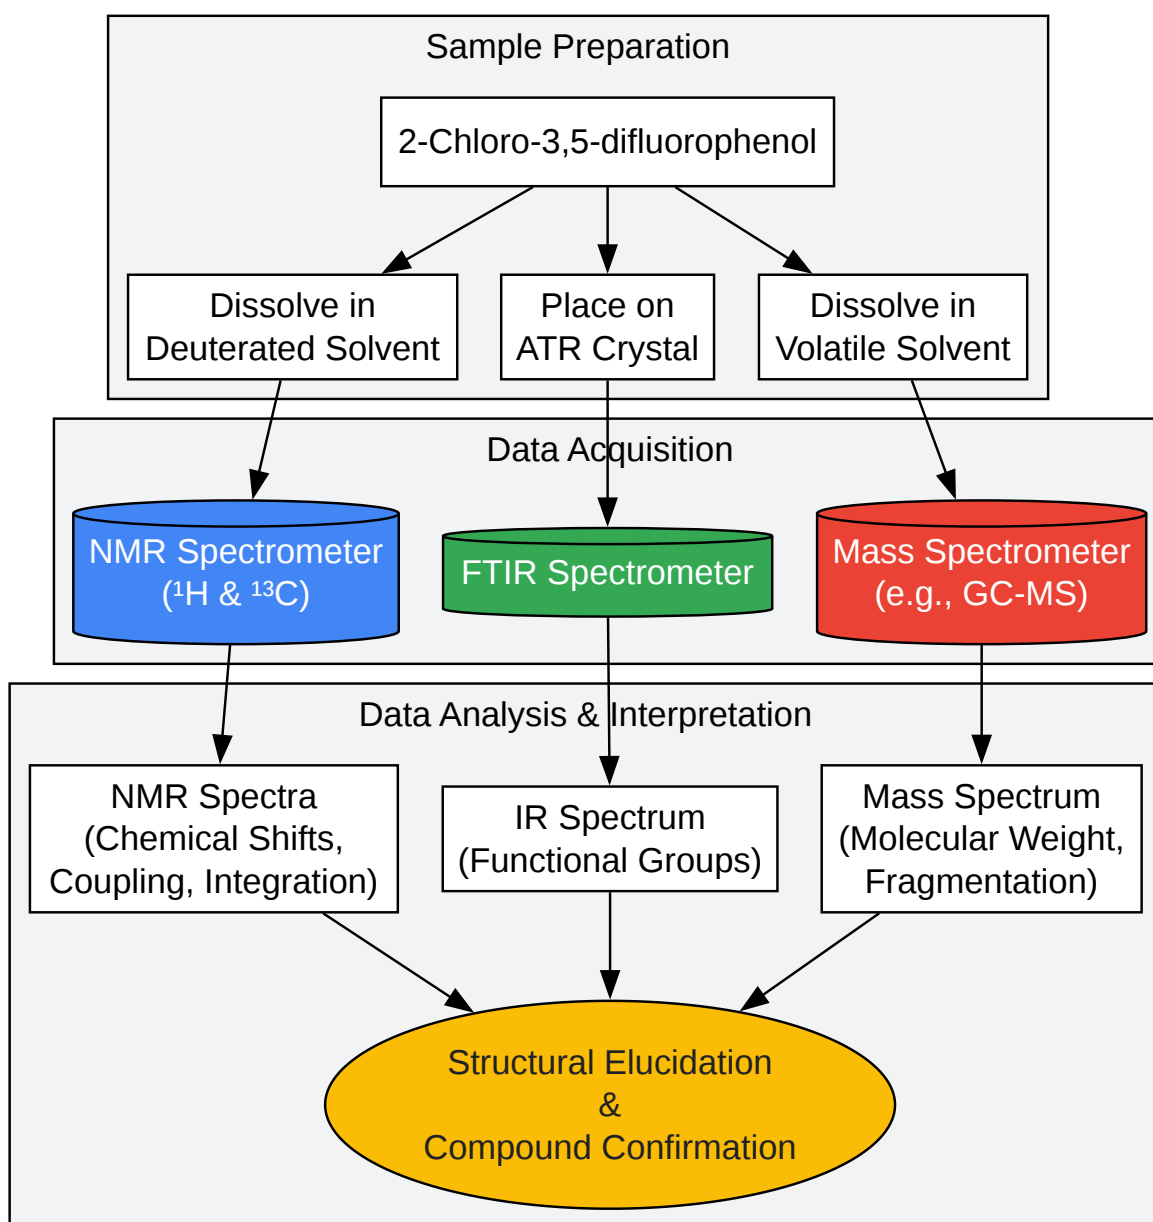 Sample Preparation
2-Chloro-3,5-difluorophenol
Dissolve in
Deuterated Solvent
Place on
ATR Crystal
Dissolve in
Volatile Solvent
Data Acquisition
NMR Spectrometer
(¹H & ¹³C)
FTIR Spectrometer
Mass Spectrometer
(e.g., GC-MS)
Data Analysis & Interpretation
NMR Spectra
(Chemical Shifts,
Coupling, Integration)
IR Spectrum
(Functional Groups)
Mass Spectrum
(Molecular Weight,
Fragmentation)
Structural Elucidation
&
Compound Confirmation